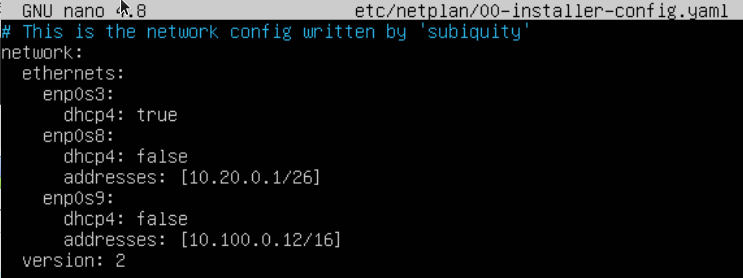 GNU nano 4.8 etc/netplan/00-installer-config.yaml
# This is the network config written by 'subiquity'
network:
  ethernets:
    enp0s3:
      dhcp4: true
    enp0s8:
      dhcp4: false
      addresses: [10.20.0.1/26]
    enp0s9:
      dhcp4: false
      addresses: [10.100.0.12/16]
  version: 2